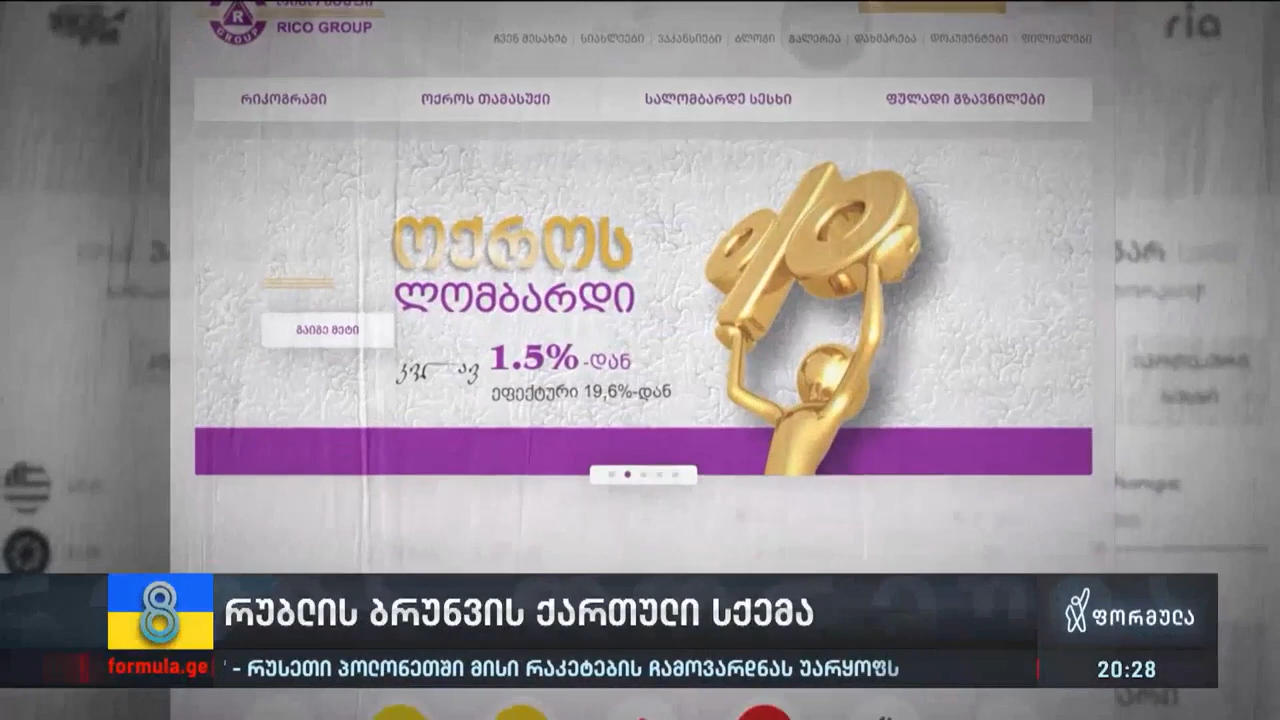 RICO GROUP
GROUP
R
ria
ჩვენ შესახებ | სიახლეები | ვაკანსიები | ბლოგი | გალერეა | დახმარება | დოკუმენტები | ფილიალები
რიკოგრამი
ოქროს თამასუქი
სალომბარდე სესხი
ფულადი გზავნილები
ოქროს
ლომბარდი
გაიგე მეტი
1.5%-დან
ეფექტური 19,6%-დან
8
რუბლის ბრუნვის ქართული სქემა
ფორმულა
formula.ge
' - რუსეთი პოლონეთში მისი რაკეტების ჩამოვარდნას უარყოფს
20:28